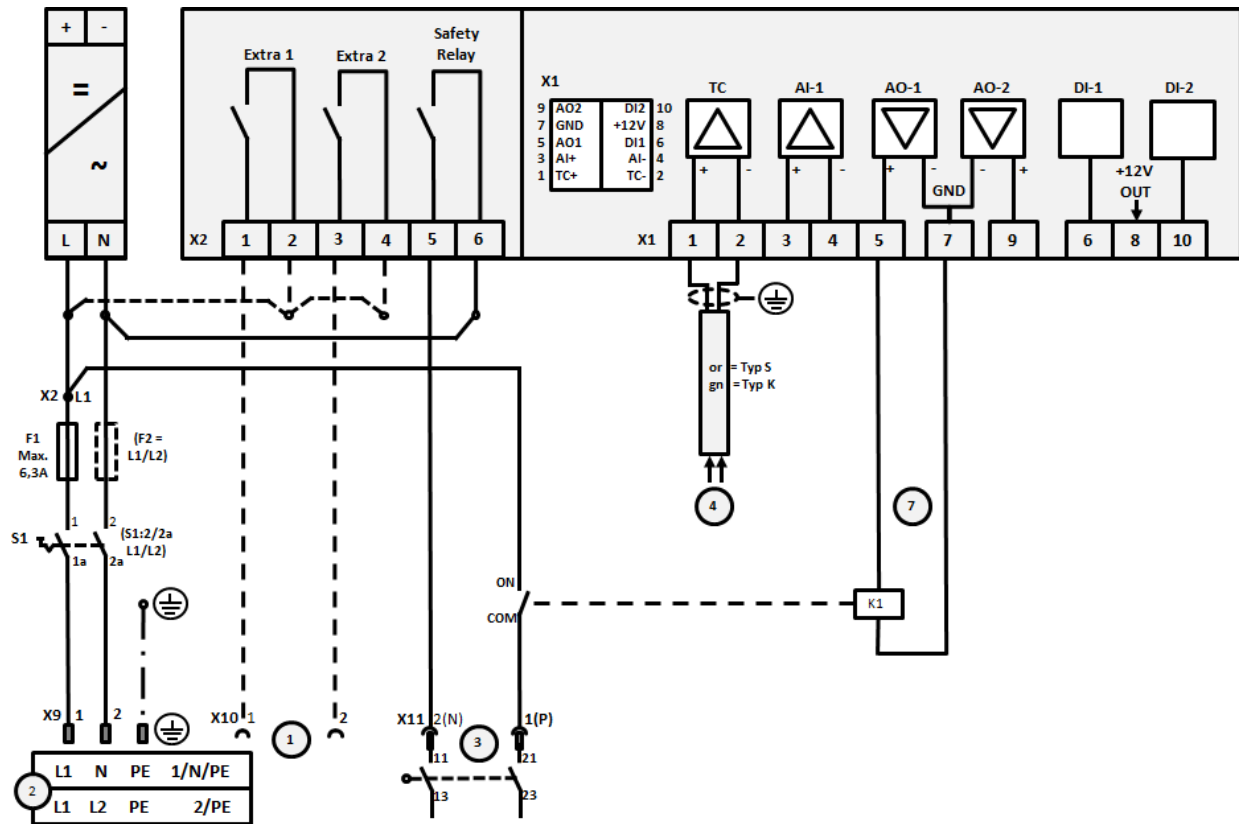 + -
=
~
L N
Extra 1 Extra 2 Safety
Relay
X2 1 2 3 4 5 6
X1
9 AO2 DI2 10
7 GND +12V 8
5 AO1 DI1 6
3 AI+ AI- 4
1 TC+ TC- 2
TC AI-1 AO-1 AO-2 DI-1 DI-2
+ - + - + - - +
GND
+12V
OUT
X1 1 2 3 4 5 7 9 6 8 10
or = Typ S
gn = Typ K
X2 L1
F1
Max.
6,3A
(F2 =
L1/L2)
S1
1 2
1a 2a
(S1:2/2a
L1/L2)
4
7
ON
COM
K1
X9 1 2
X10 1 2
1
X11 2(N) 1(P)
3
11 21
13 23
2
L1 N PE 1/N/PE
L1 L2 PE 2/PE